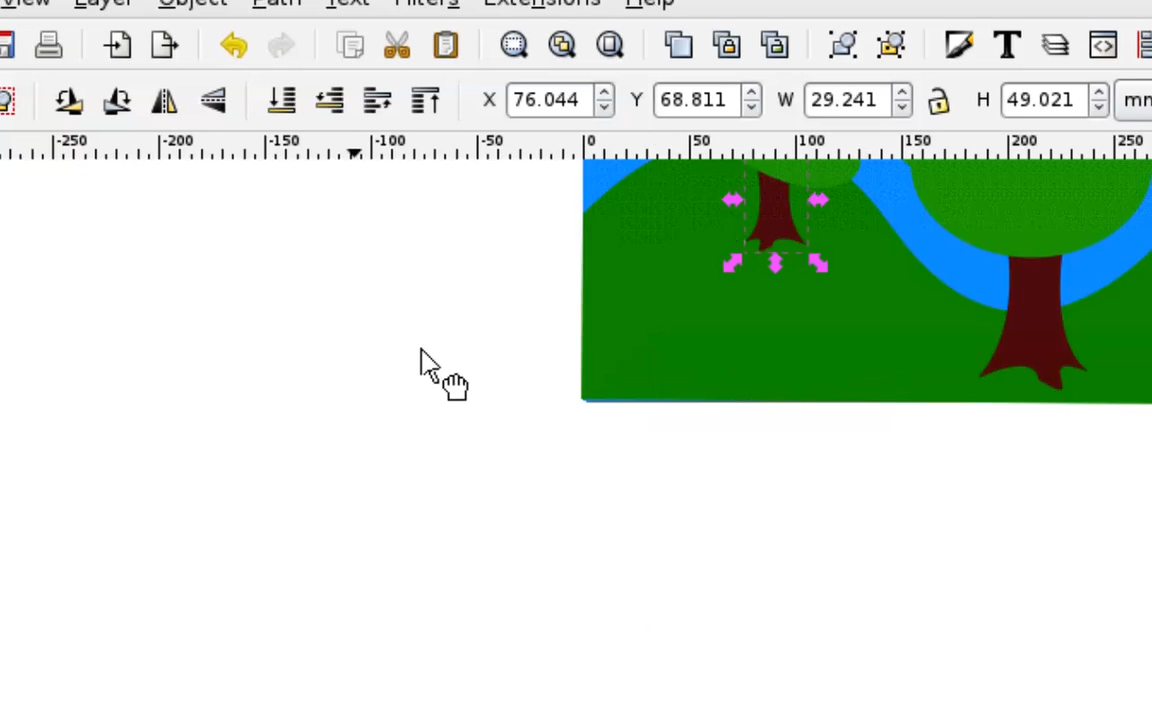 View Layer Object Path Text Filters Extensions Help
X 76.044 Y 68.811 W 29.241 H 49.021 mm
-250 -200 -150 -100 -50 0 50 100 150 200 250